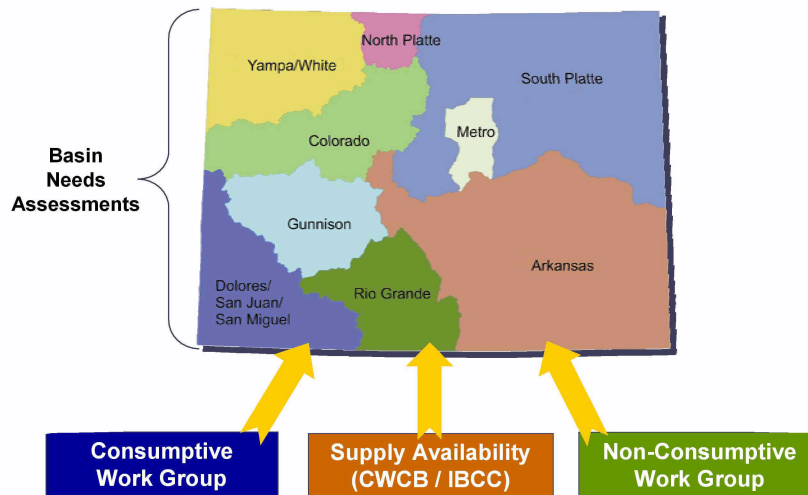 North Platte
Yampa/White
South Platte
Metro
Colorado
Basin
Needs
Assessments
Gunnison
Arkansas
Dolores/
San Juan/
San Miguel
Rio Grande
Consumptive
Work Group
Supply Availability
(CWCB / IBCC)
Non-Consumptive
Work Group